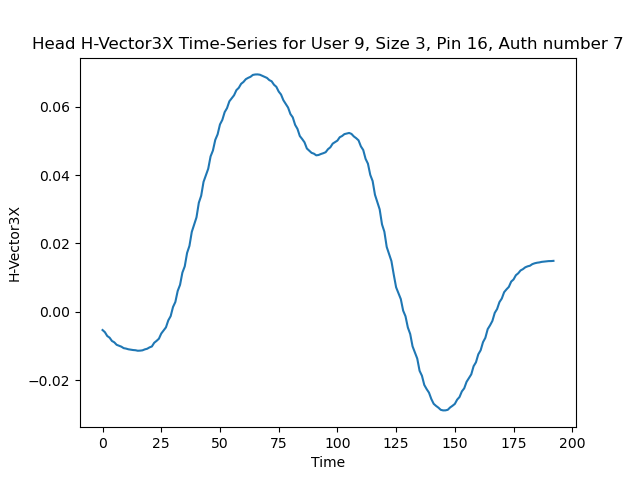 Head H-Vector3X Time-Series for User 9, Size 3, Pin 16, Auth number 7
H-Vector3X
0.06
0.04
0.02
0.00
−0.02
0 25 50 75 100 125 150 175 200
Time